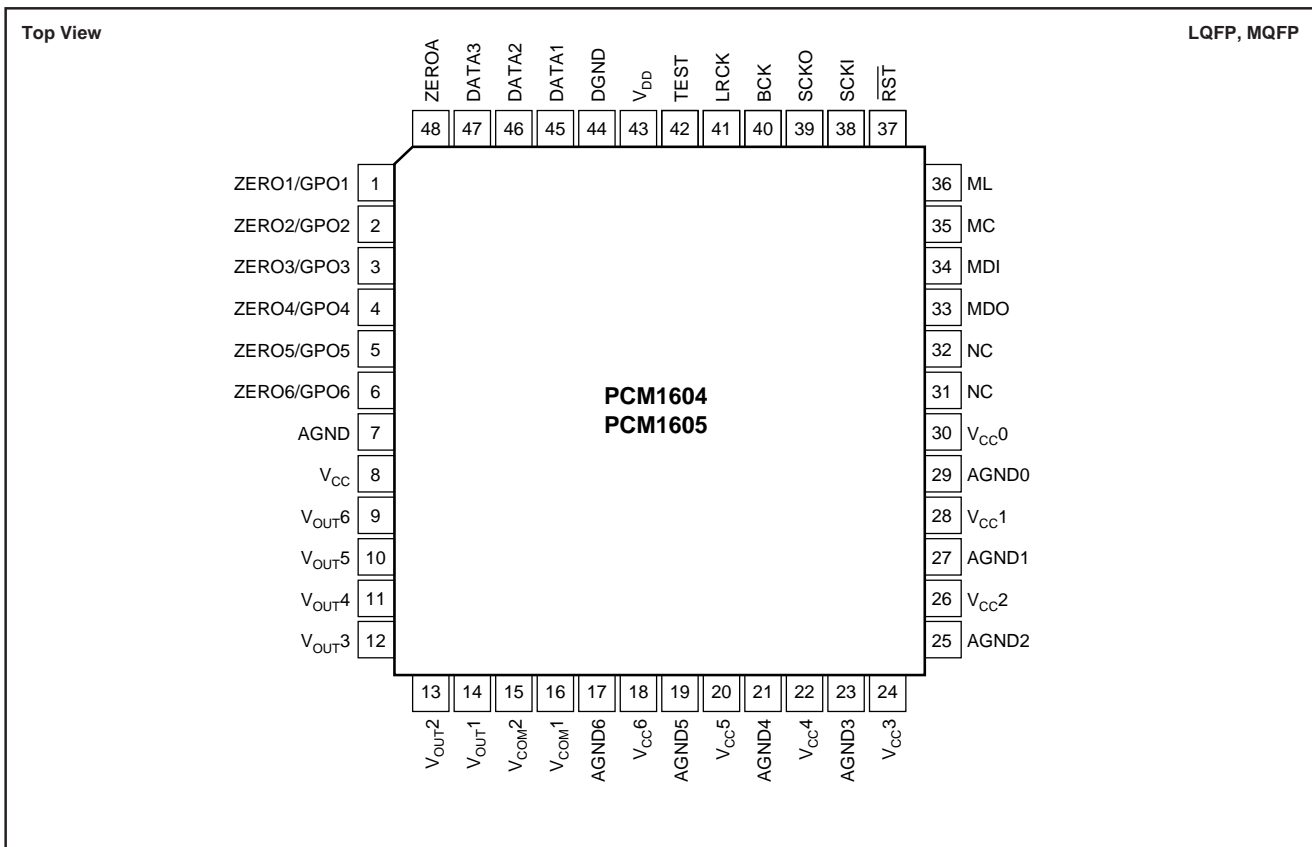 Top View
LQFP, MQFP
ZEROA
DATA3
DATA2
DATA1
DGND
VDD
TEST
LRCK
BCK
SCKO
SCKI
RST
48 47 46 45 44 43 42 41 40 39 38 37
ZERO1/GPO1 1
ZERO2/GPO2 2
ZERO3/GPO3 3
ZERO4/GPO4 4
ZERO5/GPO5 5
ZERO6/GPO6 6
AGND 7
VCC 8
VOUT6 9
VOUT5 10
VOUT4 11
VOUT3 12
PCM1604
PCM1605
36 ML
35 MC
34 MDI
33 MDO
32 NC
31 NC
30 VCC0
29 AGND0
28 VCC1
27 AGND1
26 VCC2
25 AGND2
13 14 15 16 17 18 19 20 21 22 23 24
VOUT2
VOUT1
VCOM2
VCOM1
AGND6
VCC6
AGND5
VCC5
AGND4
VCC4
AGND3
VCC3